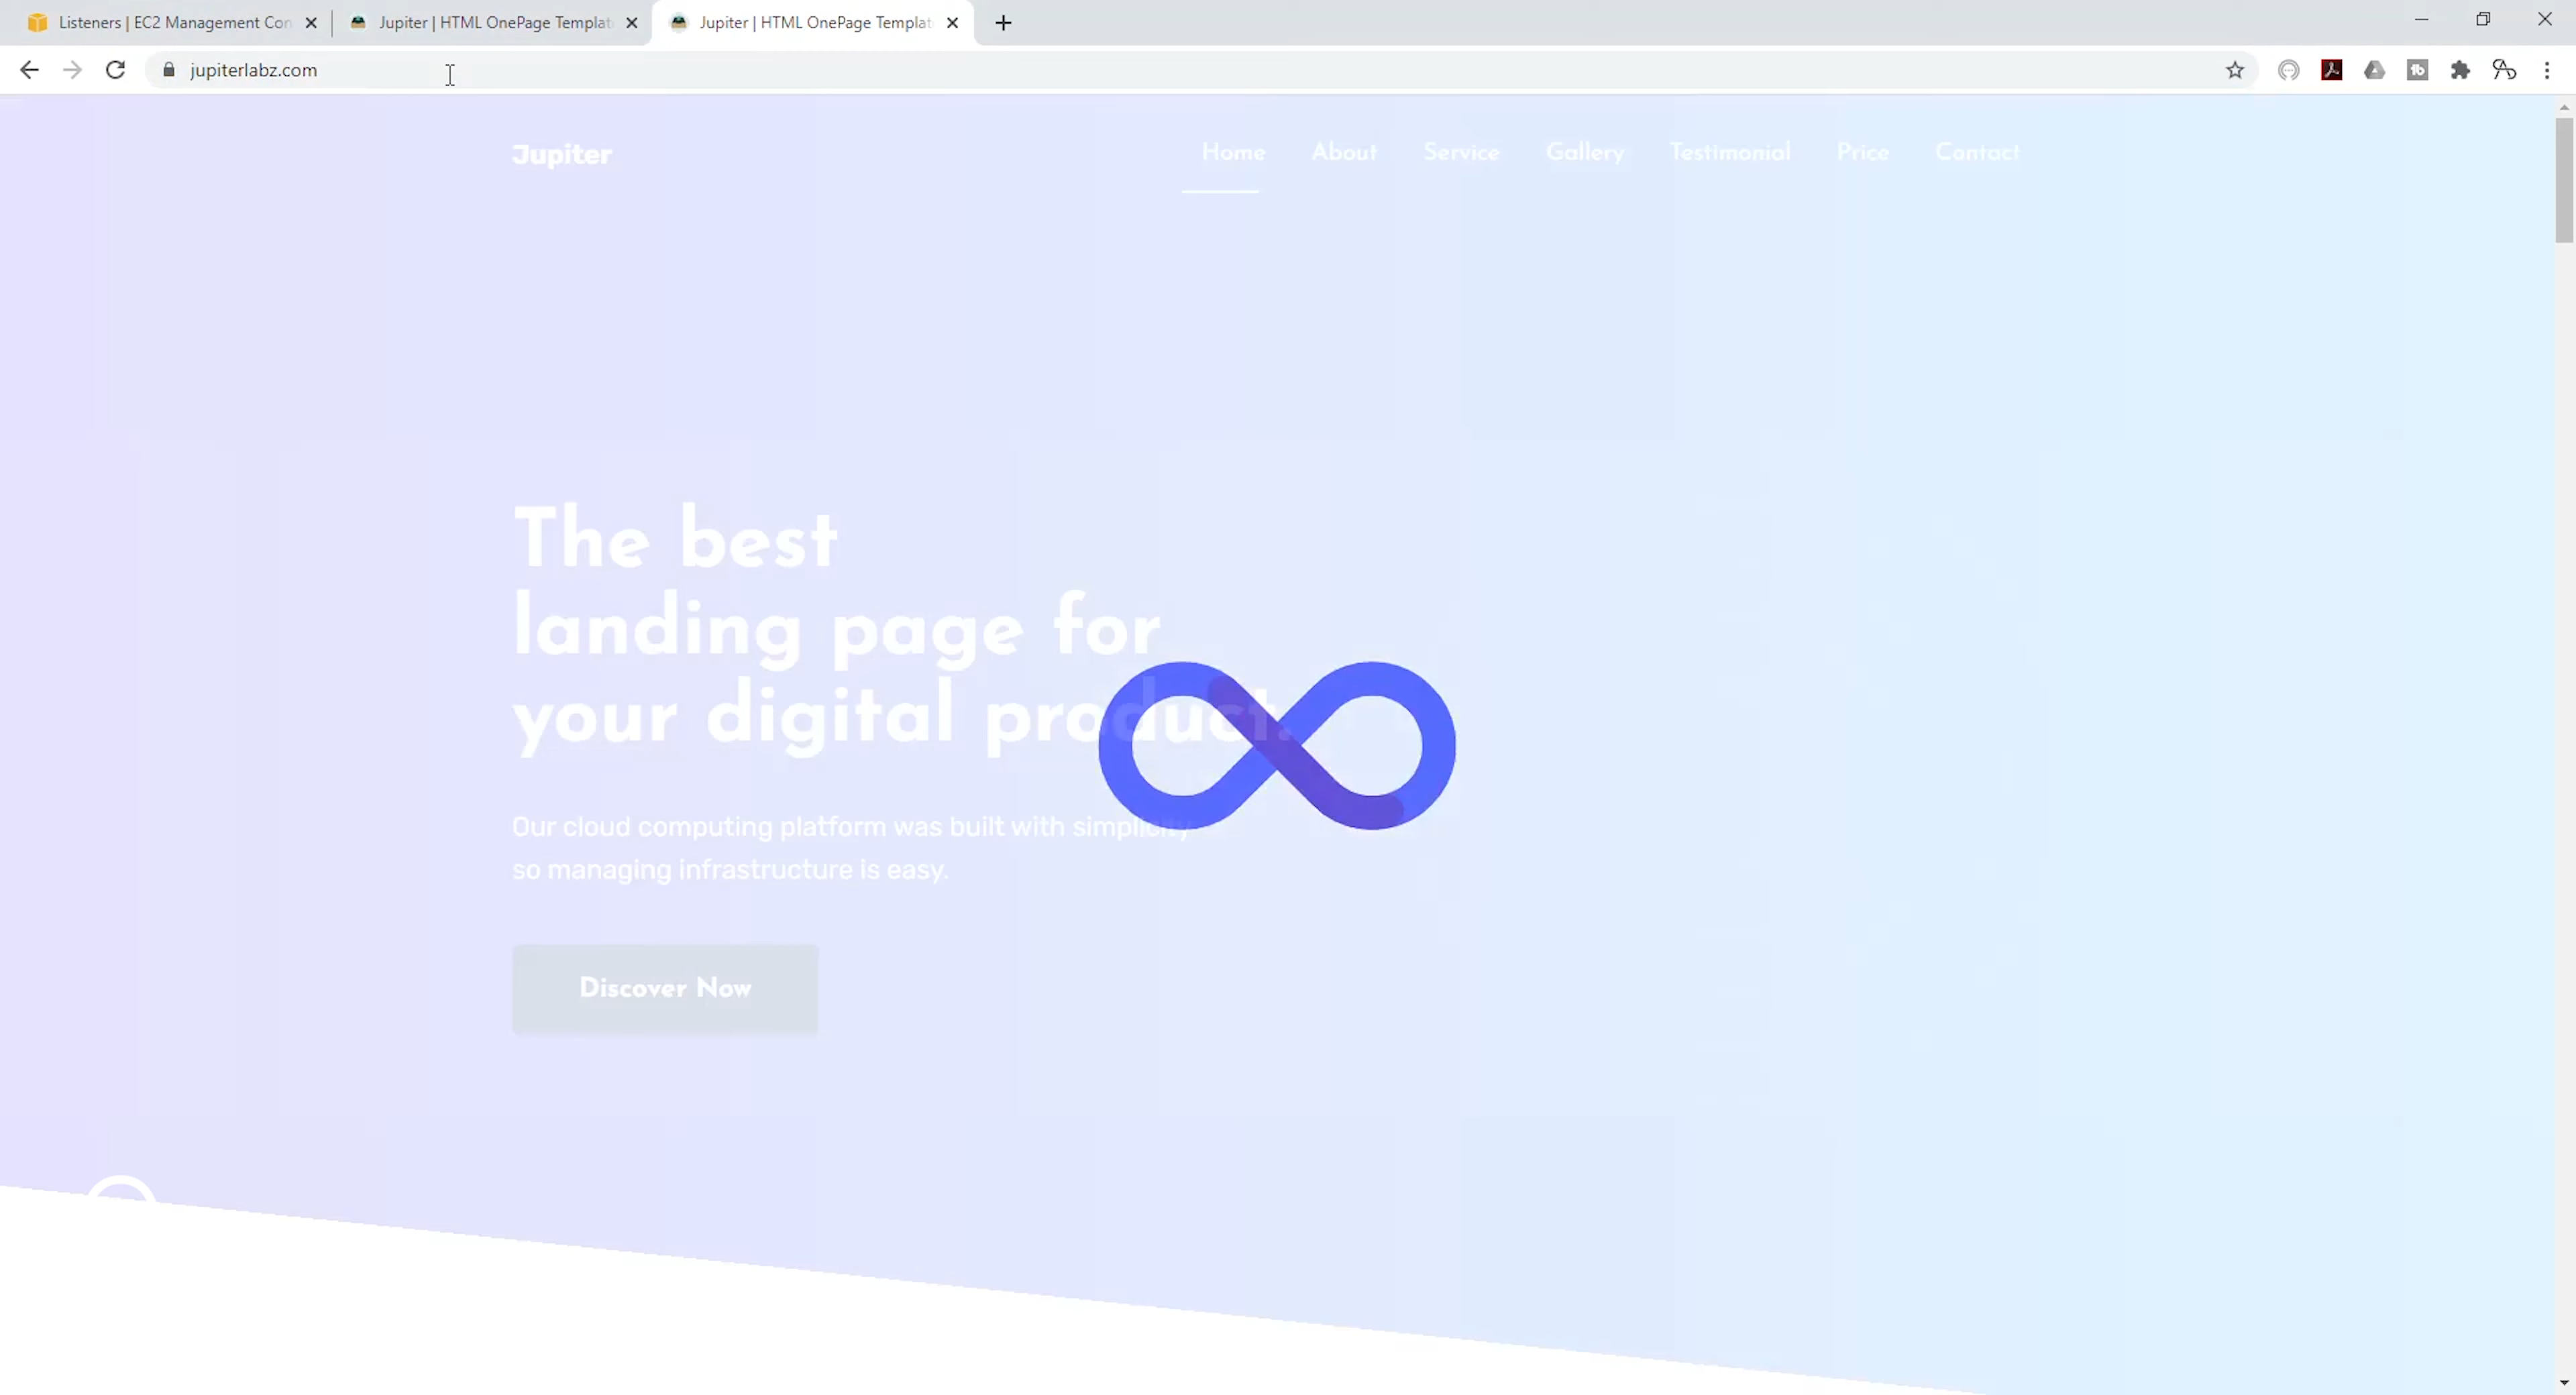 Listeners | EC2 Management Con
Jupiter | HTML OnePage Templat
Jupiter | HTML OnePage Templat
jupiterlabz.com
Jupiter
Home About Service Gallery Testimonial Price Contact
The best
landing page for
your digital product.
Our cloud computing platform was built with simplicity
so managing infrastructure is easy.
Discover Now